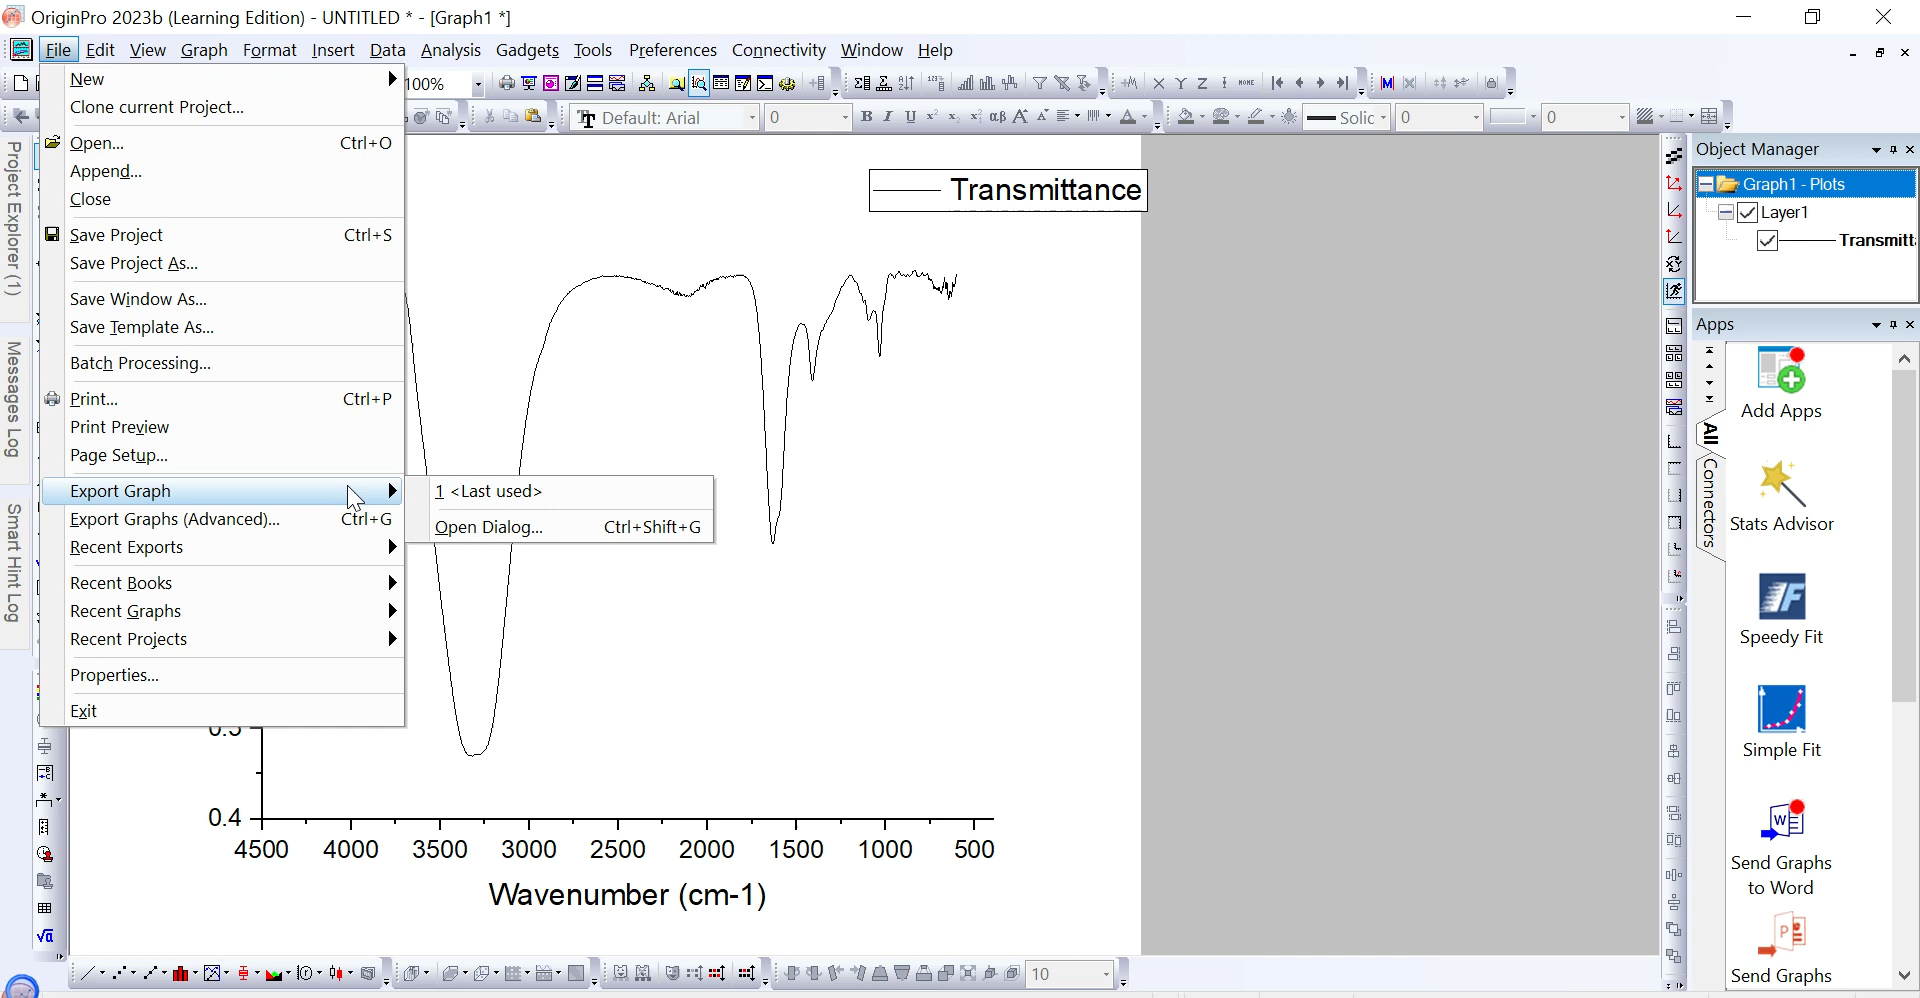 OriginPro 2023b (Learning Edition) - UNTITLED * - [Graph1 *]
File Edit View Graph Format Insert Data Analysis Gadgets Tools Preferences Connectivity Window Help
100%
Default: Arial 0 B I U αβ A A Solic 0 0
New
Clone current Project...
Open... Ctrl+O
Append...
Close
Save Project Ctrl+S
Save Project As...
Save Window As...
Save Template As...
Batch Processing...
Print... Ctrl+P
Print Preview
Page Setup...
Export Graph
Export Graphs (Advanced)... Ctrl+G
Recent Exports
Recent Books
Recent Graphs
Recent Projects
Properties...
Exit
1 <Last used>
Open Dialog... Ctrl+Shift+G
Project Explorer (1)
Messages Log
Smart Hint Log
Transmittance
0.4
4500 4000 3500 3000 2500 2000 1500 1000 500
Wavenumber (cm-1)
10
Object Manager
Graph1 - Plots
Layer1
Transmitt
Apps
All
Connectors
Add Apps
Stats Advisor
Speedy Fit
Simple Fit
Send Graphs
to Word
Send Graphs